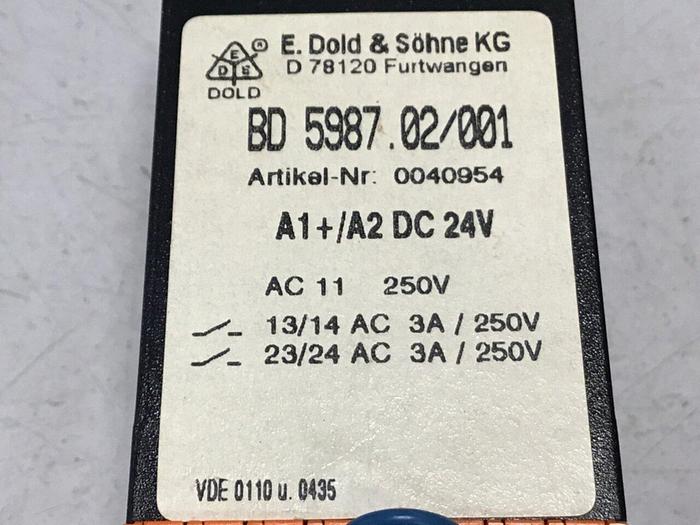 E. Dold & Söhne KG
D 78120 Furtwangen
E
D S
®
DOLD
BD 5987.02/001
Artikel-Nr: 0040954
A1+/A2 DC 24V
AC 11 250V
13/14 AC 3A / 250V
23/24 AC 3A / 250V
VDE 0110 u. 0435